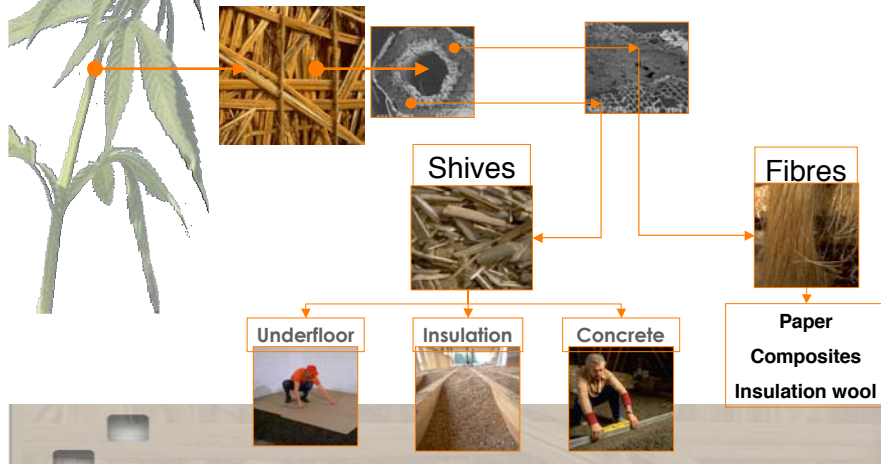 Shives
Fibres
Underfloor
Insulation
Concrete
Paper
Composites
Insulation wool